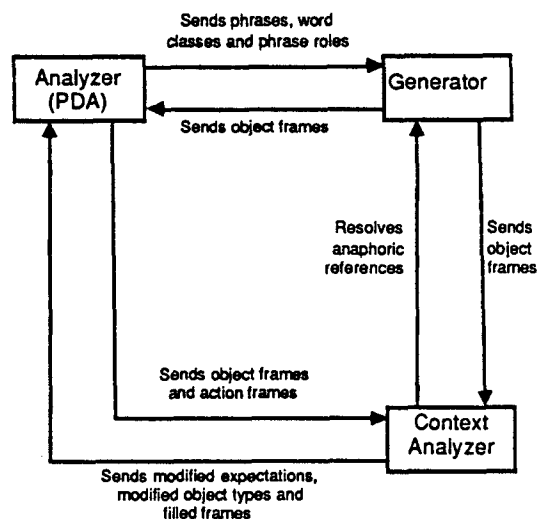 Sends phrases, word
classes and phrase roles
Analyzer
(PDA)
Generator
Sends object frames
Resolves
anaphoric
references
Sends
object
frames
Sends object frames
and action frames
Context
Analyzer
Sends modified expectations,
modified object types and
filled frames